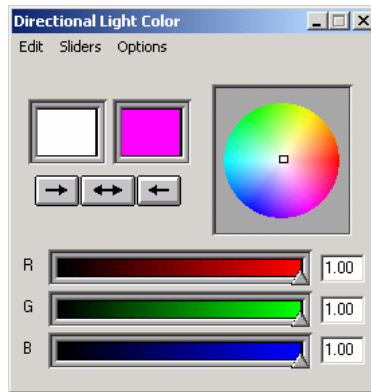 Directional Light Color
Edit Sliders Options
R 1.00
G 1.00
B 1.00